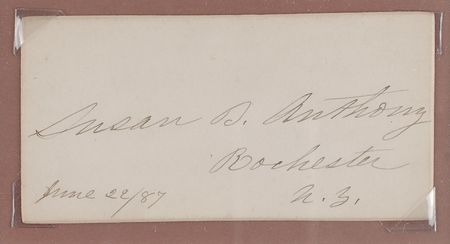 Susan B. Anthony
Rochester
June 22/87 N.Y.